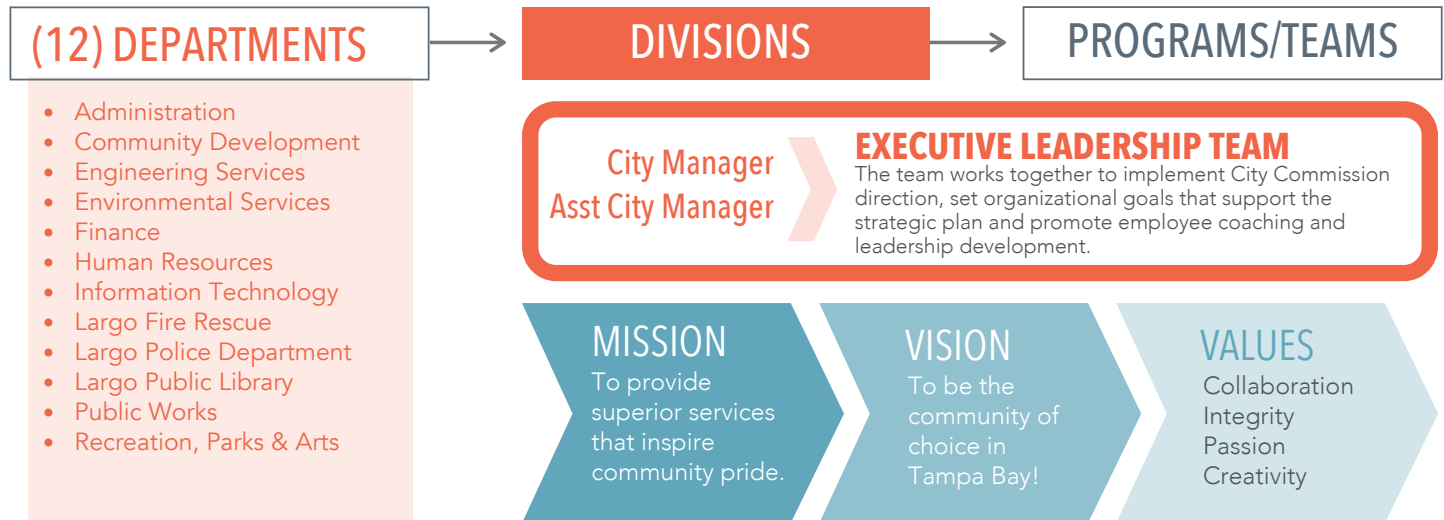 (12) DEPARTMENTS
DIVISIONS
PROGRAMS/TEAMS
• Administration
• Community Development
• Engineering Services
• Environmental Services
• Finance
• Human Resources
• Information Technology
• Largo Fire Rescue
• Largo Police Department
• Largo Public Library
• Public Works
• Recreation, Parks & Arts
City Manager
Asst City Manager
EXECUTIVE LEADERSHIP TEAM
The team works together to implement City Commission
direction, set organizational goals that support the
strategic plan and promote employee coaching and
leadership development.
MISSION
To provide
superior services
that inspire
community pride.
VISION
To be the
community of
choice in
Tampa Bay!
VALUES
Collaboration
Integrity
Passion
Creativity